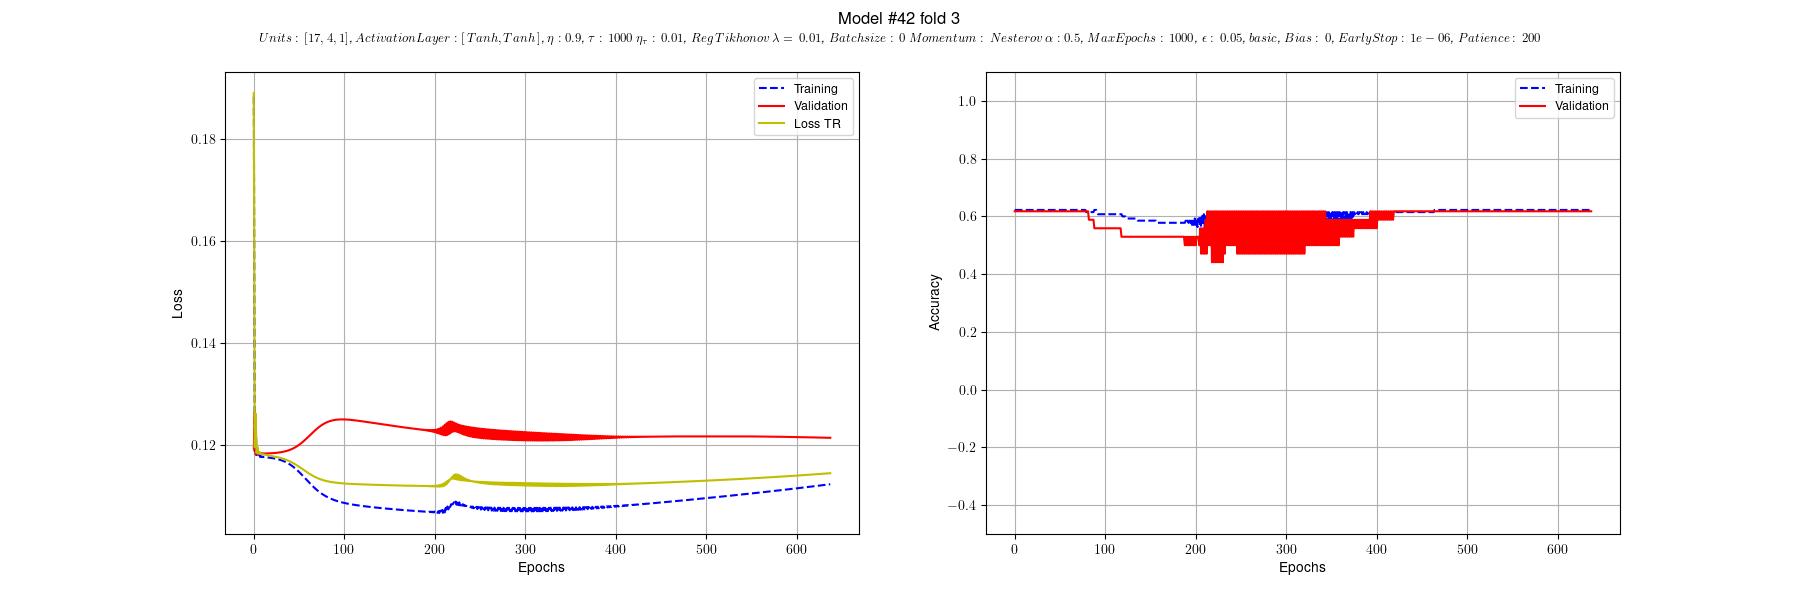 Model #42 fold 3
Units : [17, 4, 1], ActivationLayer : [Tanh, Tanh], η : 0.9, τ : 1000 η_τ : 0.01, RegTikhonov λ = 0.01, Batchsize : 0 Momentum : Nesterov α : 0.5, MaxEpochs : 1000, ϵ : 0.05, basic, Bias : 0, EarlyStop : 1e − 06, Patience : 200
Training
Validation
Loss TR
0.18
0.16
0.14
0.12
Loss
0 100 200 300 400 500 600
Epochs
Training
Validation
1.0
0.8
0.6
0.4
0.2
0.0
−0.2
−0.4
Accuracy
0 100 200 300 400 500 600
Epochs